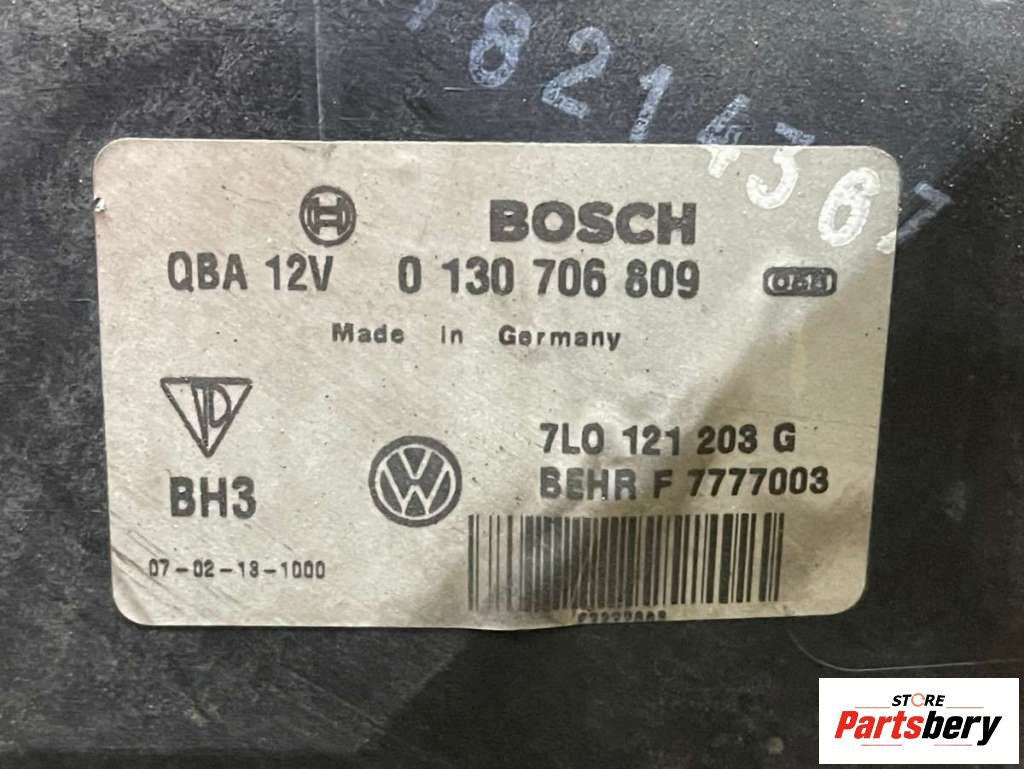 821436
BOSCH
QBA 12V 0 130 706 809
Made in Germany
7L0 121 203 G
BEHR F 7777003
BH3
07-02-13-1000
STORE
Partsbery